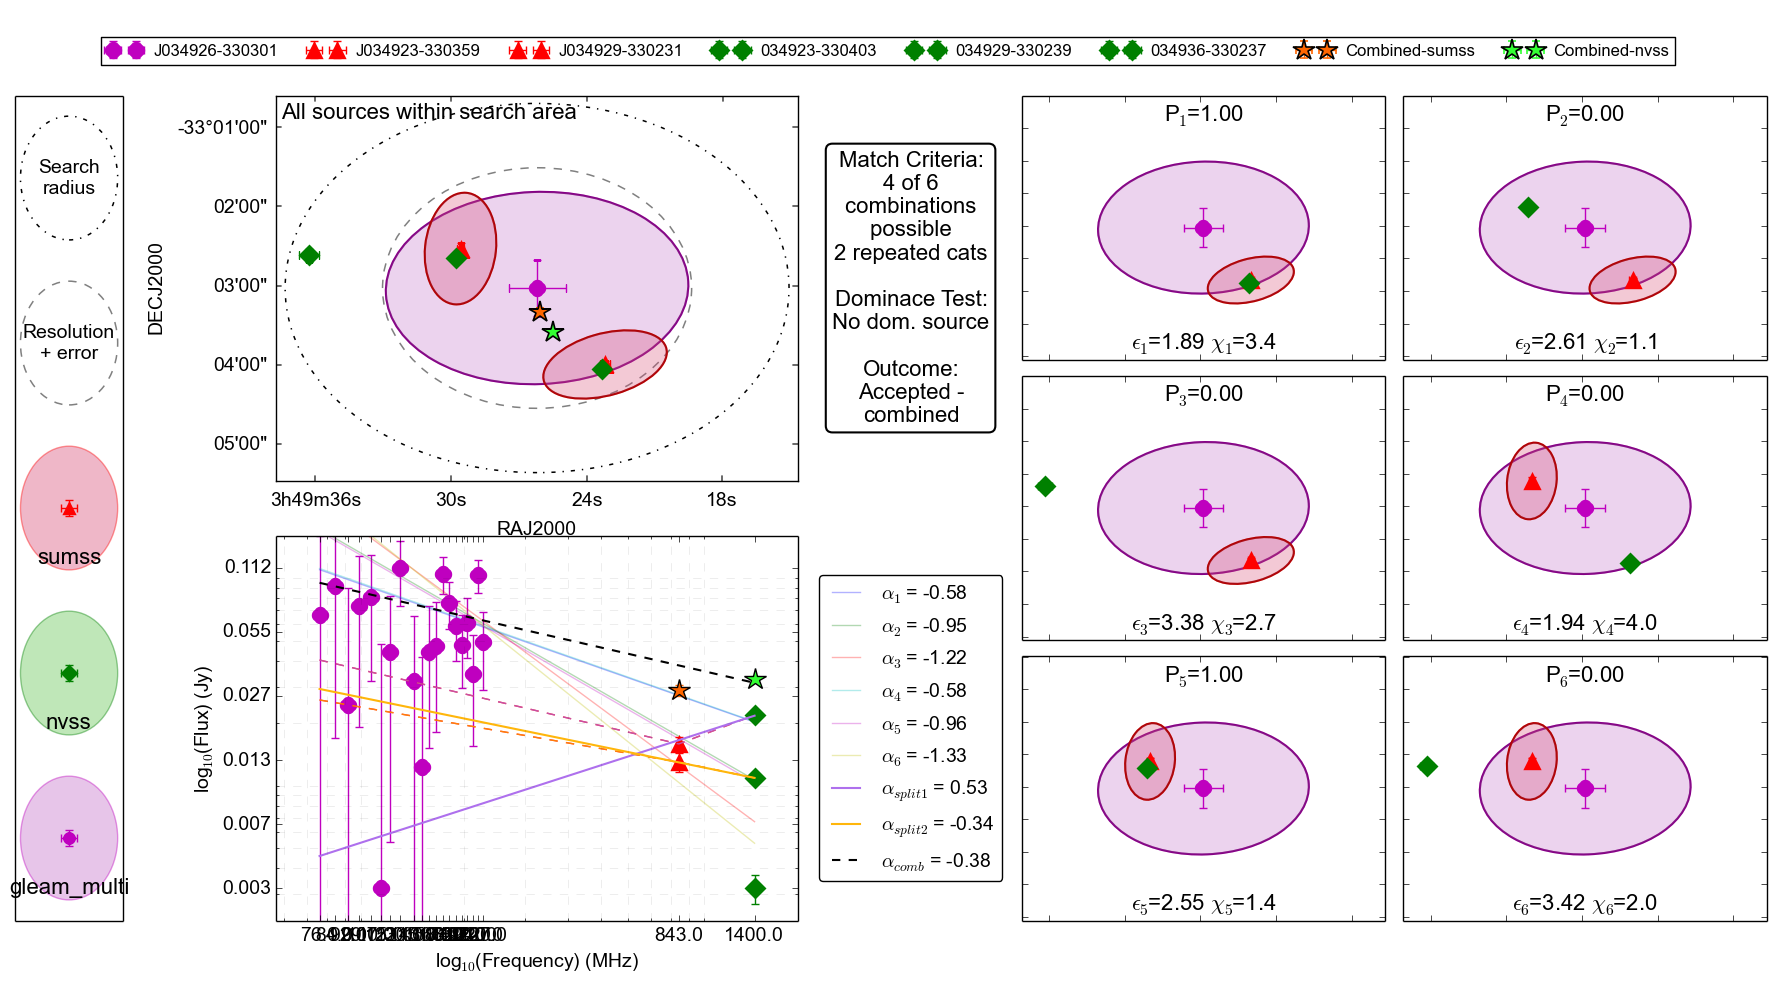 J034926-330301 J034923-330359 J034929-330231 034923-330403 034929-330239 034936-330237 Combined-sumss Combined-nvss
Search
radius
Resolution
+ error
sumss
nvss
gleam_multi
All sources within search area
-33°01'00"
02'00"
03'00"
04'00"
05'00"
DECJ2000
3h49m36s 30s 24s 18s
RAJ2000
Match Criteria:
4 of 6
combinations
possible
2 repeated cats
Dominace Test:
No dom. source
Outcome:
Accepted -
combined
0.112
0.055
0.027
0.013
0.007
0.003
log10(Flux) (Jy)
843.0 1400.0
log10(Frequency) (MHz)
α1 = -0.58
α2 = -0.95
α3 = -1.22
α4 = -0.58
α5 = -0.96
α6 = -1.33
αsplit1 = 0.53
αsplit2 = -0.34
αcomb = -0.38
P1=1.00
ϵ1=1.89 χ1=3.4
P2=0.00
ϵ2=2.61 χ2=1.1
P3=0.00
ϵ3=3.38 χ3=2.7
P4=0.00
ϵ4=1.94 χ4=4.0
P5=1.00
ϵ5=2.55 χ5=1.4
P6=0.00
ϵ6=3.42 χ6=2.0